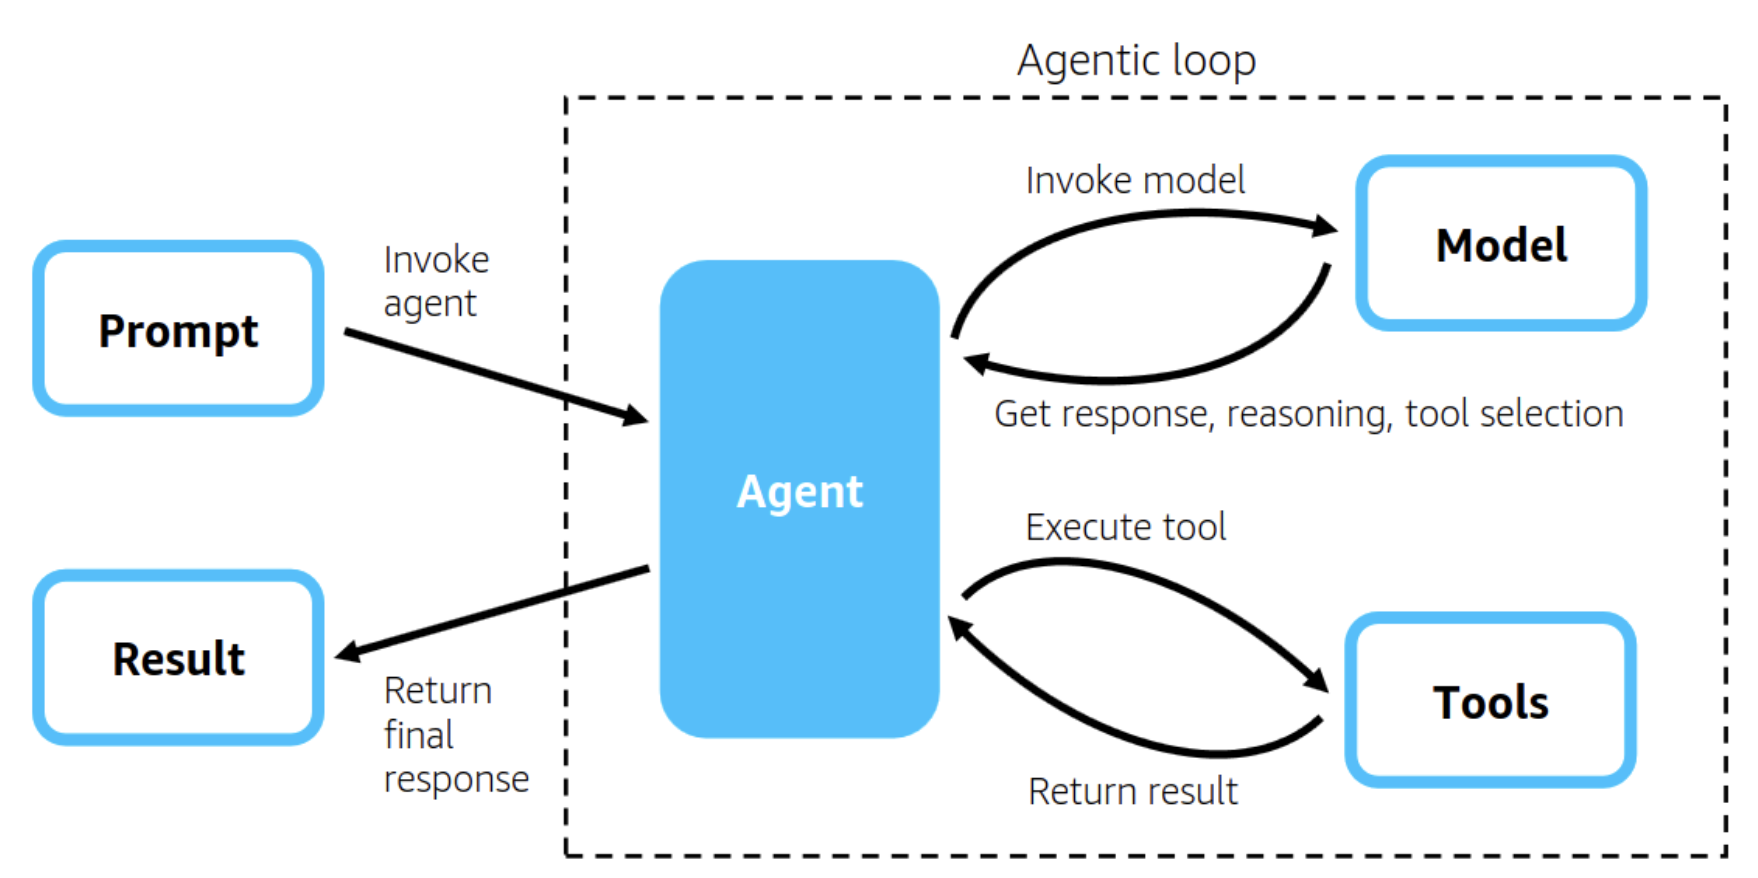 Agentic loop
Invoke model
Model
Invoke
agent
Prompt
Get response, reasoning, tool selection
Agent
Execute tool
Result
Return
final
response
Tools
Return result